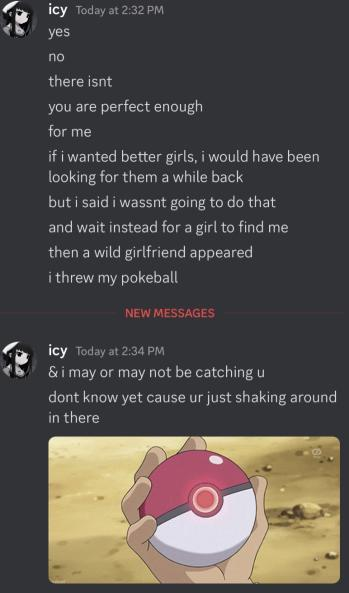 icy Today at 2:32 PM
yes
no
there isnt
you are perfect enough
for me
if i wanted better girls, i would have been
looking for them a while back
but i said i wassnt going to do that
and wait instead for a girl to find me
then a wild girlfriend appeared
i threw my pokeball
NEW MESSAGES
icy Today at 2:34 PM
& i may or may not be catching u
dont know yet cause ur just shaking around
in there